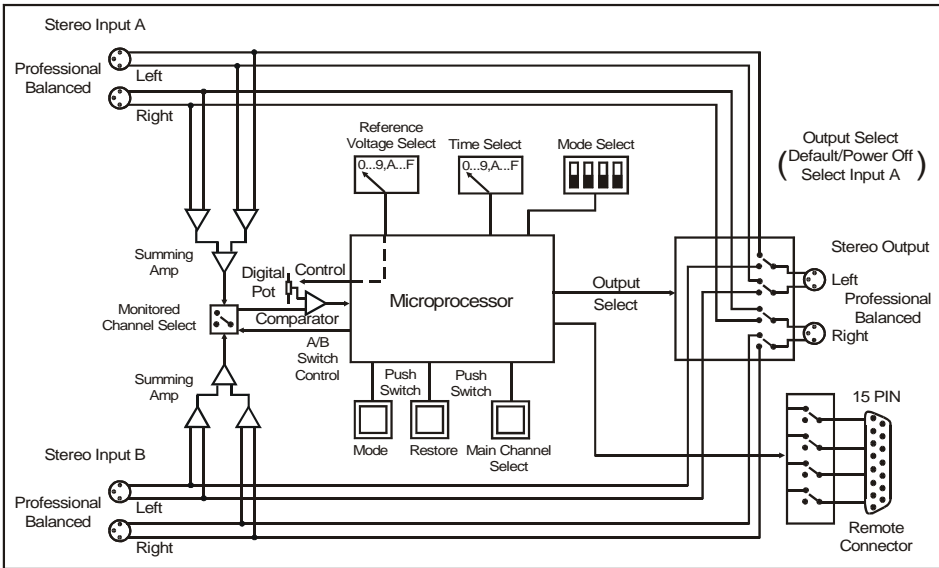 Stereo Input A
Professional
Balanced
Left
Right
Reference
Voltage Select
0...9,A...F
Time Select
0...9,A...F
Mode Select
Output Select
(Default/Power Off
Select Input A)
Summing
Amp
Digital
Pot
Control
Microprocessor
Output
Select
Stereo Output
Left
Professional
Balanced
Right
Monitored
Channel Select
Comparator
A/B
Switch
Control
Summing
Amp
Push
Switch
Push
Switch
Mode
Restore
Main Channel
Select
15 PIN
Remote
Connector
Stereo Input B
Professional
Balanced
Left
Right